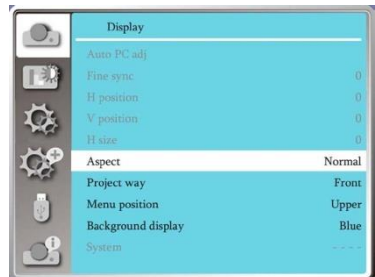 Display
Auto PC adj
Fine sync 0
H position 0
V position 0
H size 0
Aspect Normal
Project way Front
Menu position Upper
Background display Blue
System - - - -